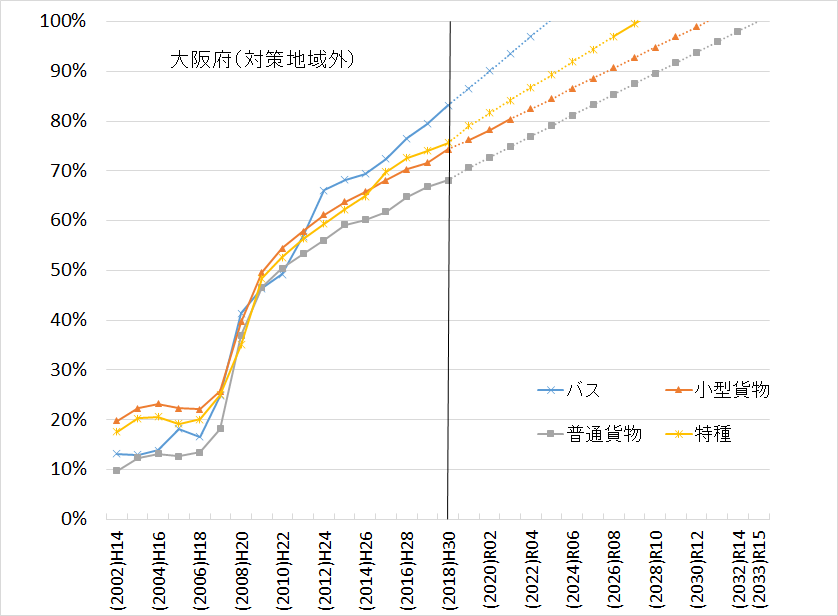 100%
大阪府（対策地域外）
90%
80%
70%
60%
50%
40%
30%
バス 小型貨物
20%
普通貨物 特種
10%
0%
(2002)H14
(2004)H16
(2006)H18
(2008)H20
(2010)H22
(2012)H24
(2014)H26
(2016)H28
(2018)H30
(2020)R02
(2022)R04
(2024)R06
(2026)R08
(2028)R10
(2030)R12
(2032)R14
(2033)R15